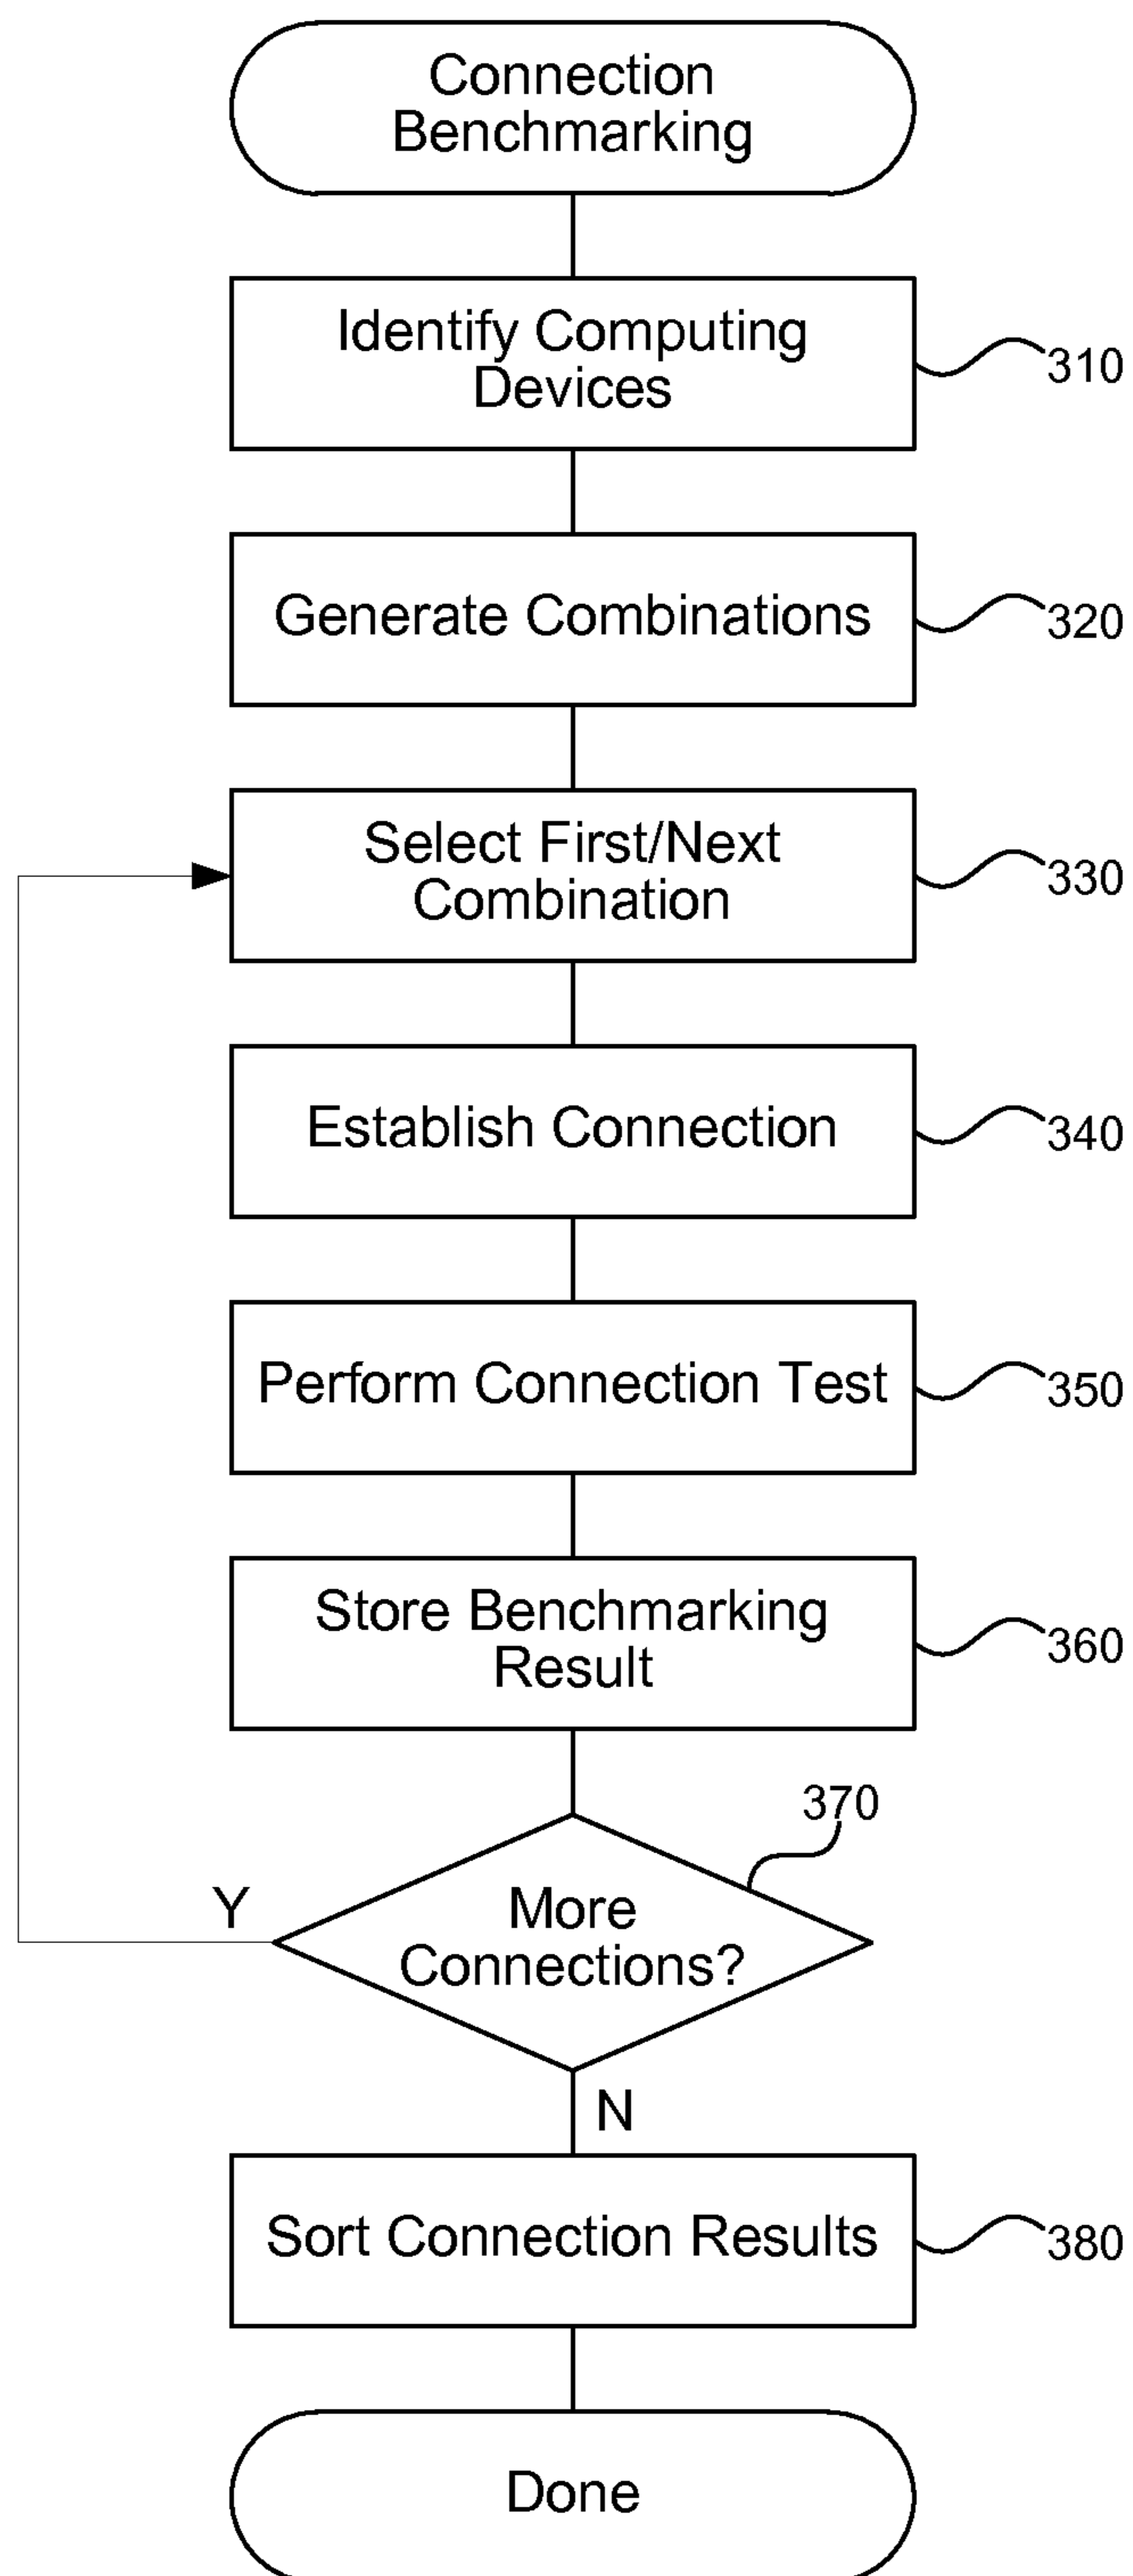 Connection
Benchmarking
Identify Computing
Devices
310
Generate Combinations
320
Select First/Next
Combination
330
Establish Connection
340
Perform Connection Test
350
Store Benchmarking
Result
360
370
Y
More
Connections?
N
Sort Connection Results
380
Done